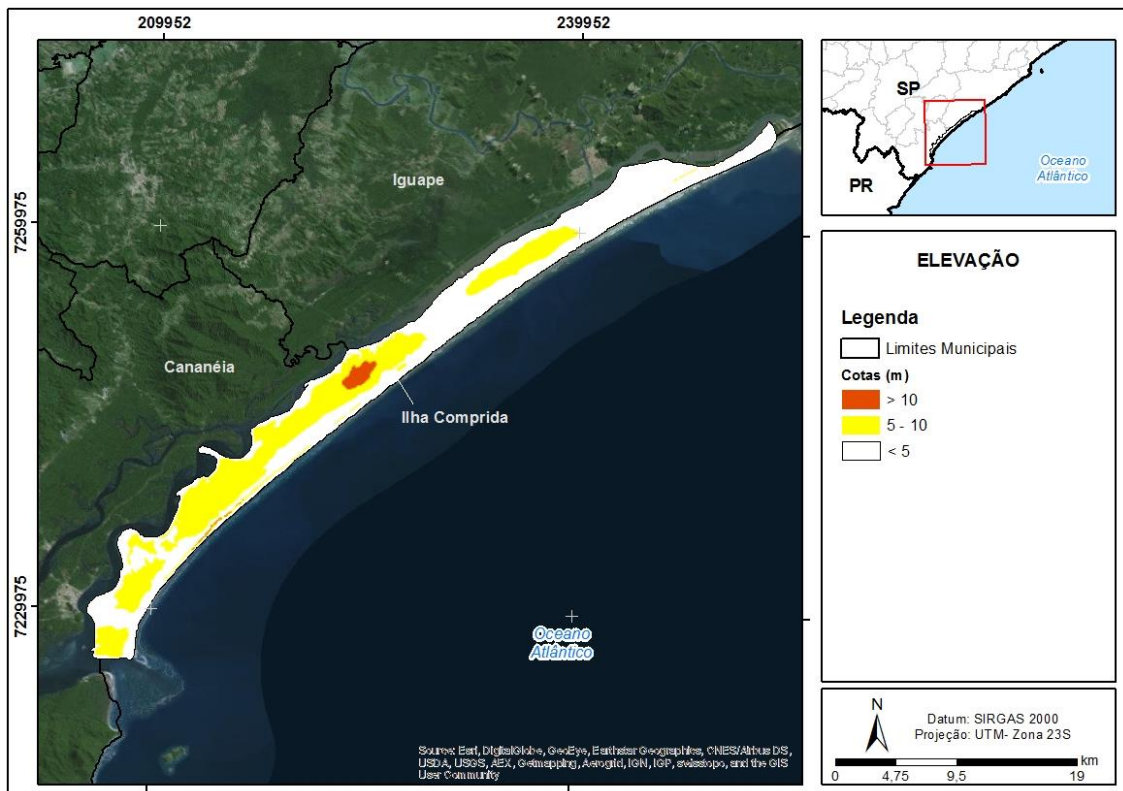 209952
239952
7259975
7229975
Iguape
Cananéia
Ilha Comprida
Oceano
Atlântico
Source: Esri, DigitalGlobe, GeoEye, Earthstar Geographics, CNES/Airbus DS,
USDA, USGS, AEX, Getmapping, Aerogrid, IGN, IGP, swisstopo, and the GIS
User Community
SP
PR
Oceano
Atlântico
ELEVAÇÃO
Legenda
Limites Municipais
Cotas (m)
> 10
5 - 10
< 5
N
Datum: SIRGAS 2000
Projeção: UTM- Zona 23S
km
0 4,75 9,5 19